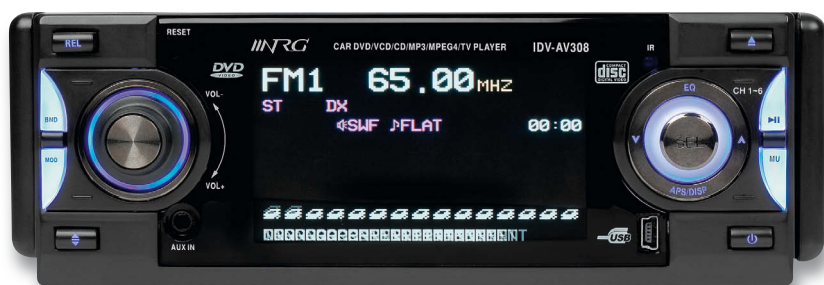 RESET
REL
NRG CAR DVD/VCD/CD/MP3/MPEG4/TV PLAYER IDV-AV308 IR
DVD
VIDEO
COMPACT
disc
DIGITAL VIDEO
FM1 65.00MHZ
ST DX
SWF ♪FLAT 00:00
VOL-
VOL+
BND
MOD
AUX IN
EQ
CH 1~6
SEL
MU
APS/DISP
USB